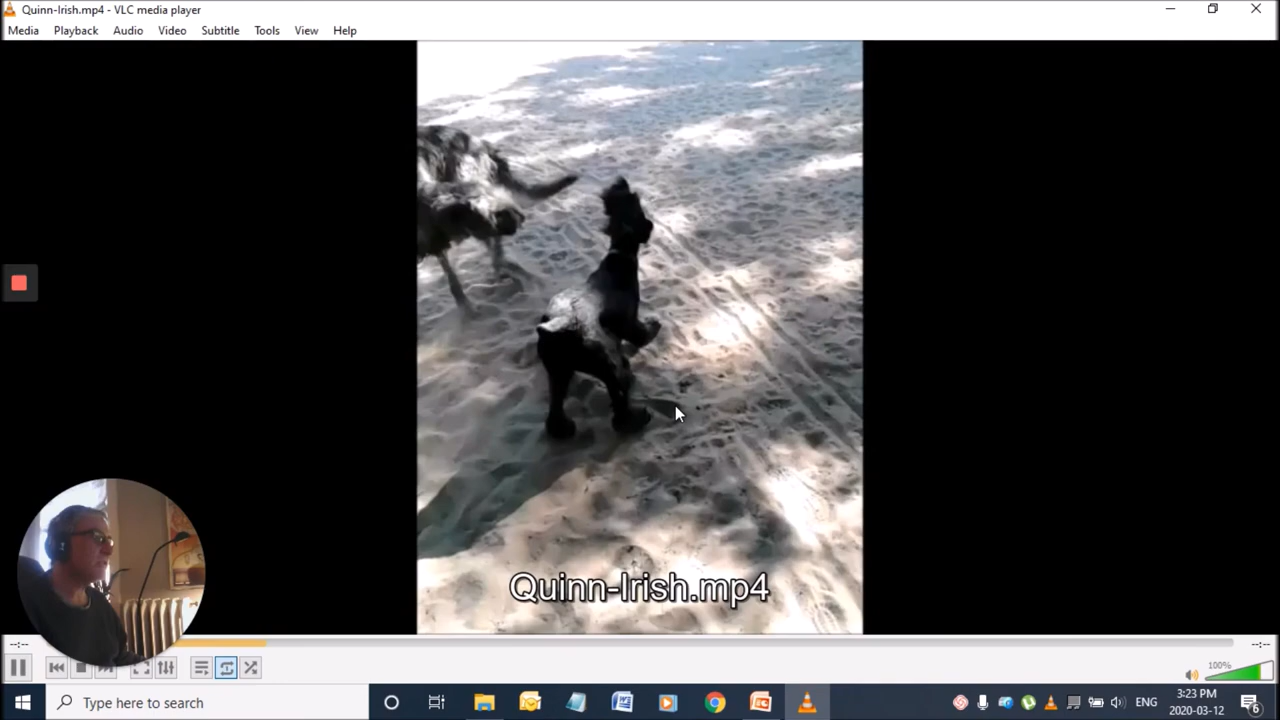 Quinn-Irish.mp4 - VLC media player
Media Playback Audio Video Subtitle Tools View Help
Quinn-Irish.mp4
--:-- --:--
100%
Type here to search
ENG
3:23 PM
2020-03-12
6